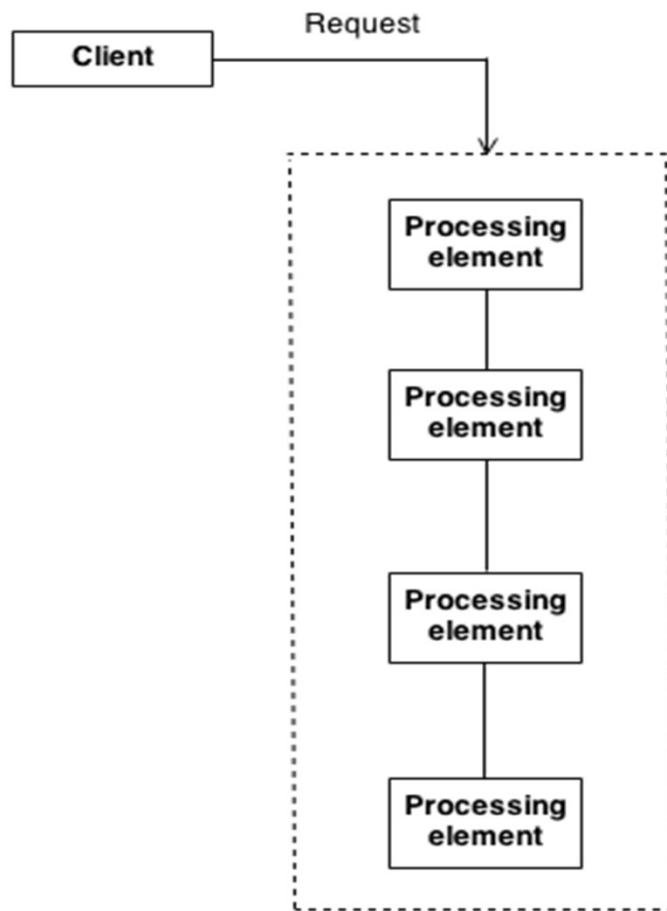 Request
Client
Processing
element
Processing
element
Processing
element
Processing
element